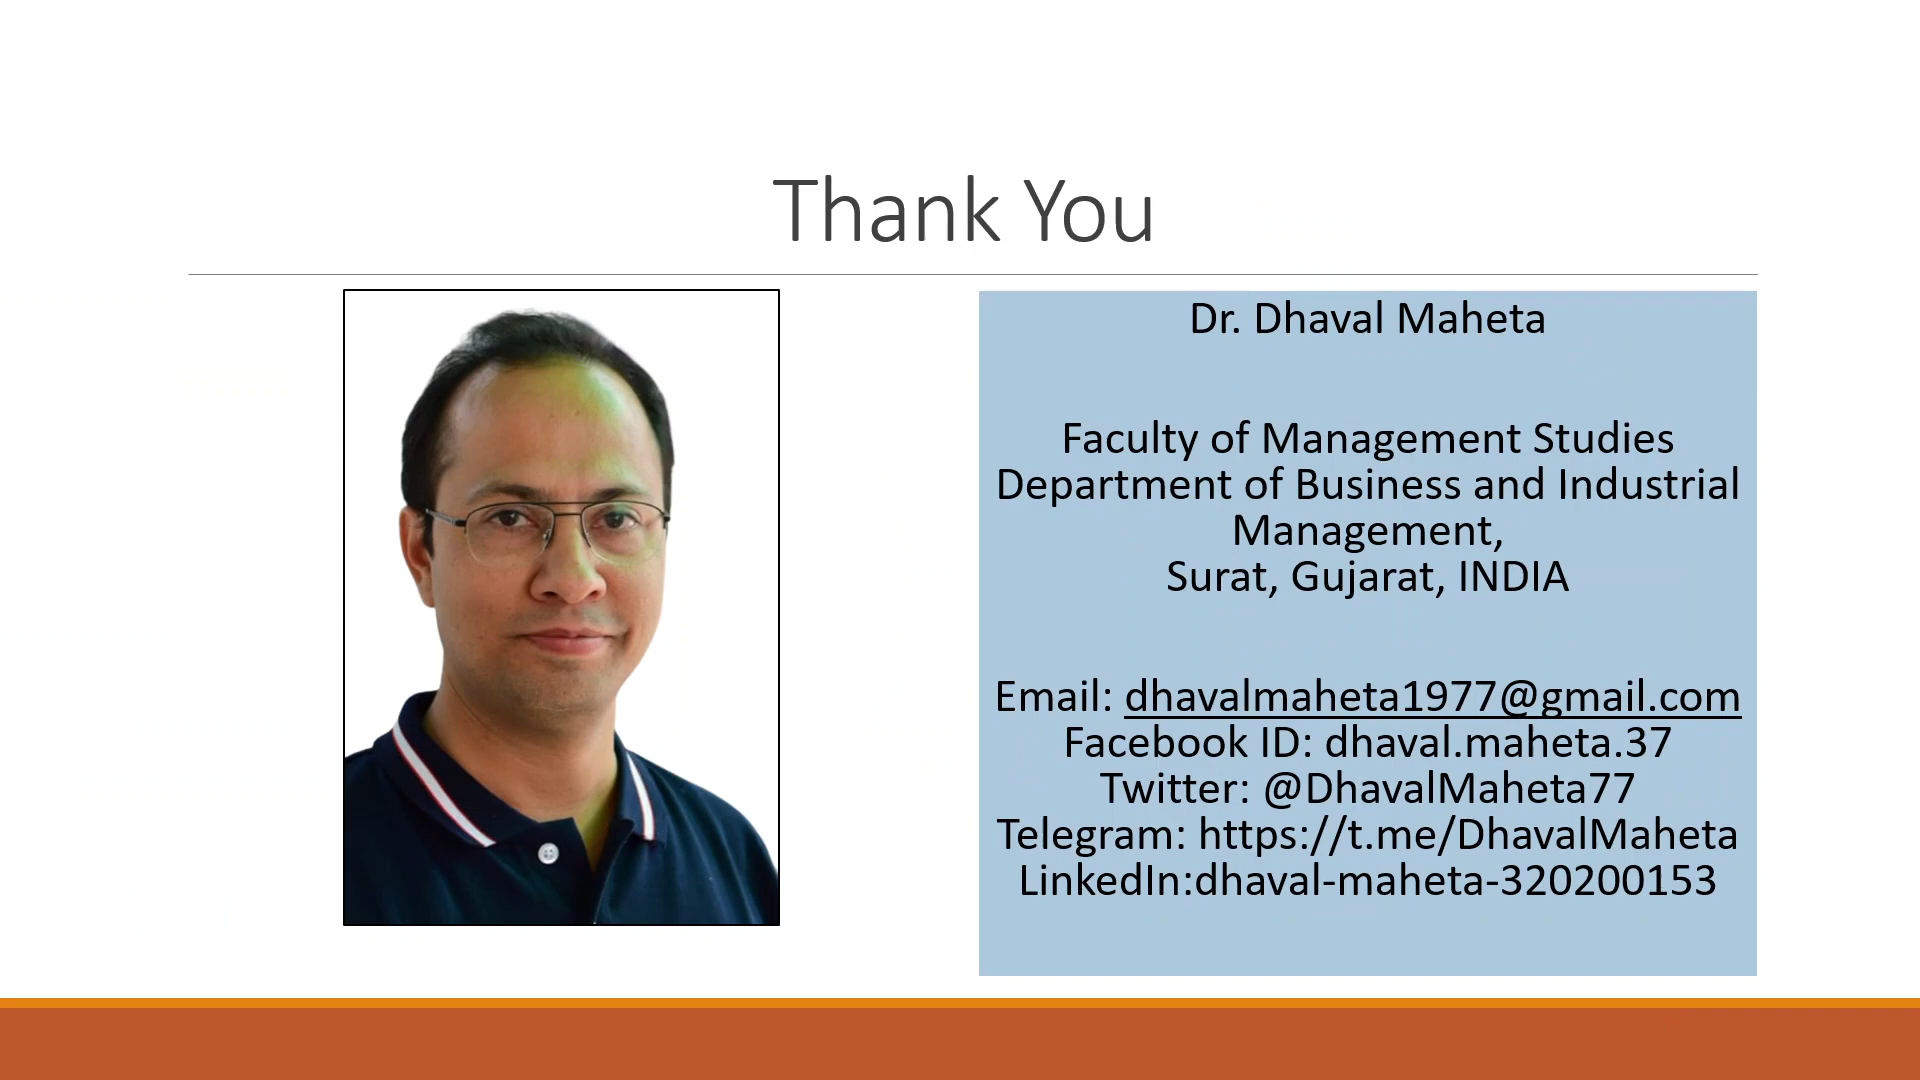 Thank You
Dr. Dhaval Maheta
Faculty of Management Studies
Department of Business and Industrial
Management,
Surat, Gujarat, INDIA
Email: dhavalmaheta1977@gmail.com
Facebook ID: dhaval.maheta.37
Twitter: @DhavalMaheta77
Telegram: https://t.me/DhavalMaheta
LinkedIn:dhaval-maheta-320200153